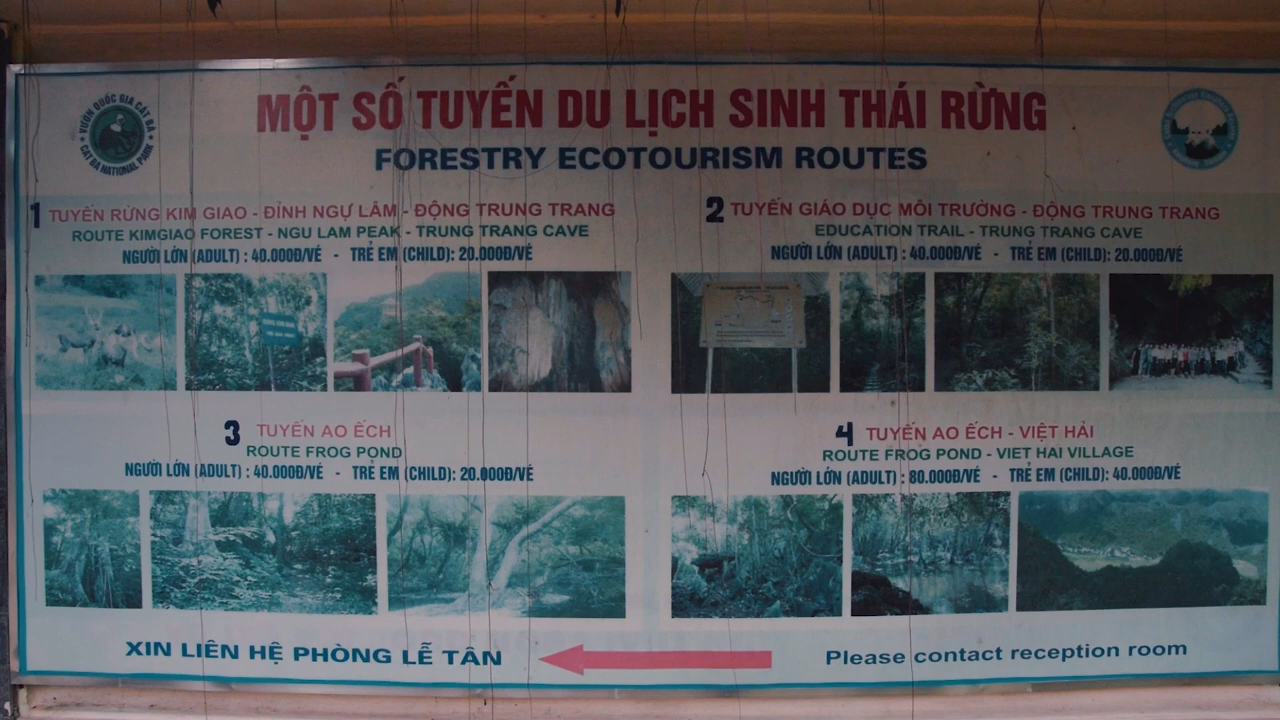 MỘT SỐ TUYẾN DU LỊCH SINH THÁI RỪNG
FORESTRY ECOTOURISM ROUTES
VƯỜN QUỐC GIA CÁT BÀ
CAT BA NATIONAL PARK
1 TUYẾN RỪNG KIM GIAO - ĐỈNH NGỰ LÂM - ĐỘNG TRUNG TRANG
ROUTE KIMGIAO FOREST - NGU LAM PEAK - TRUNG TRANG CAVE
NGƯỜI LỚN (ADULT) : 40.000Đ/VÉ - TRẺ EM (CHILD): 20.000Đ/VÉ
2 TUYẾN GIÁO DỤC MÔI TRƯỜNG - ĐỘNG TRUNG TRANG
EDUCATION TRAIL - TRUNG TRANG CAVE
NGƯỜI LỚN (ADULT) : 40.000Đ/VÉ - TRẺ EM (CHILD): 20.000Đ/VÉ
3 TUYẾN AO ẾCH
ROUTE FROG POND
NGƯỜI LỚN (ADULT) : 40.000Đ/VÉ - TRẺ EM (CHILD): 20.000Đ/VÉ
4 TUYẾN AO ẾCH - VIỆT HẢI
ROUTE FROG POND - VIET HAI VILLAGE
NGƯỜI LỚN (ADULT) : 80.000Đ/VÉ - TRẺ EM (CHILD): 40.000Đ/VÉ
XIN LIÊN HỆ PHÒNG LỄ TÂN
Please contact reception room